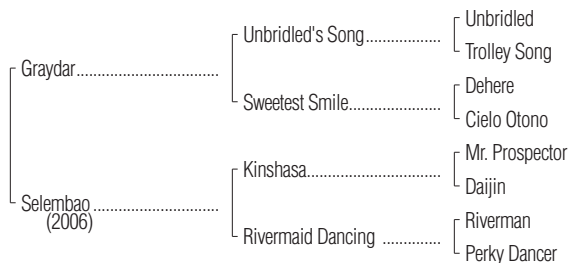 Unbridled
Unbridled's Song..................
Trolley Song
Graydar..................................
Dehere
Sweetest Smile......................
Cielo Otono
Mr. Prospector
Kinshasa................................
Daijin
Selembao..............................
(2006)
Riverman
Rivermaid Dancing ..............
Perky Dancer